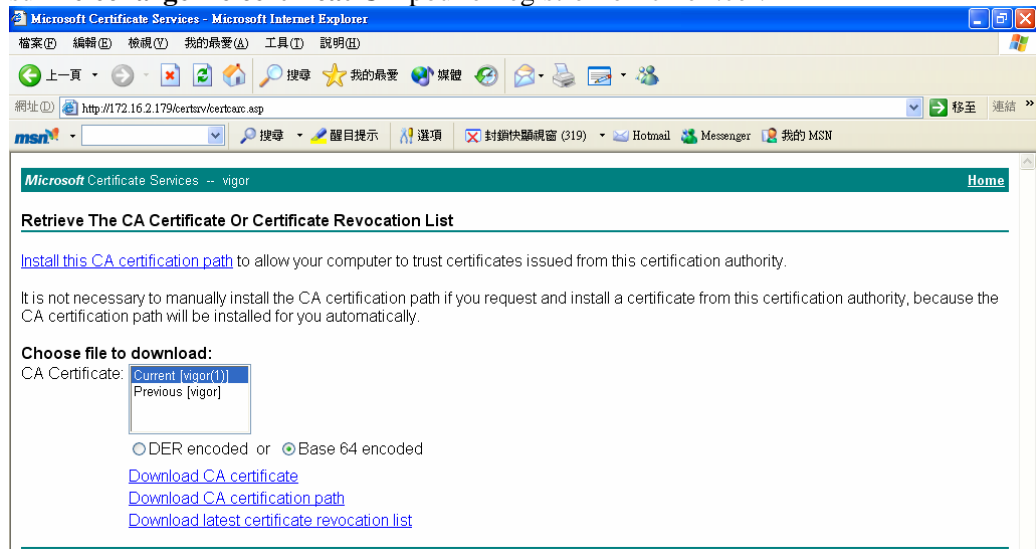 Microsoft Certificate Services - Microsoft Internet Explorer
檔案(F) 編輯(E) 檢視(V) 我的最愛(A) 工具(T) 說明(H)
上一頁 搜尋 我的最愛 媒體
網址(D) http://172.16.2.179/certsrv/certcarc.asp 移至 連結 »
msn 搜尋 醒目提示 選項 封鎖快顯視窗 (319) Hotmail Messenger 我的 MSN
Microsoft Certificate Services -- vigor Home
Retrieve The CA Certificate Or Certificate Revocation List
Install this CA certification path to allow your computer to trust certificates issued from this certification authority.
It is not necessary to manually install the CA certification path if you request and install a certificate from this certification authority, because the
CA certification path will be installed for you automatically.
Choose file to download:
CA Certificate: Current [vigor(1)]
Previous [vigor]
DER encoded or Base 64 encoded
Download CA certificate
Download CA certification path
Download latest certificate revocation list